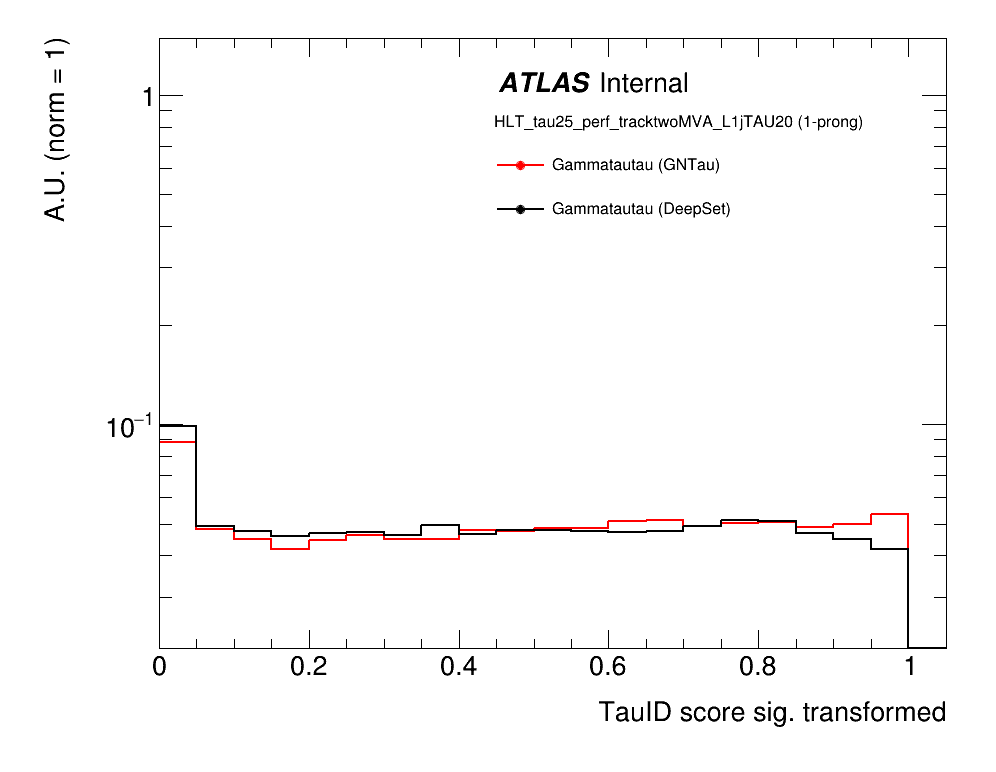 A.U. (norm = 1)
ATLAS Internal
HLT_tau25_perf_tracktwoMVA_L1jTAU20 (1-prong)
Gammatautau (GNTau)
Gammatautau (DeepSet)
1
10⁻¹
0 0.2 0.4 0.6 0.8 1
TauID score sig. transformed